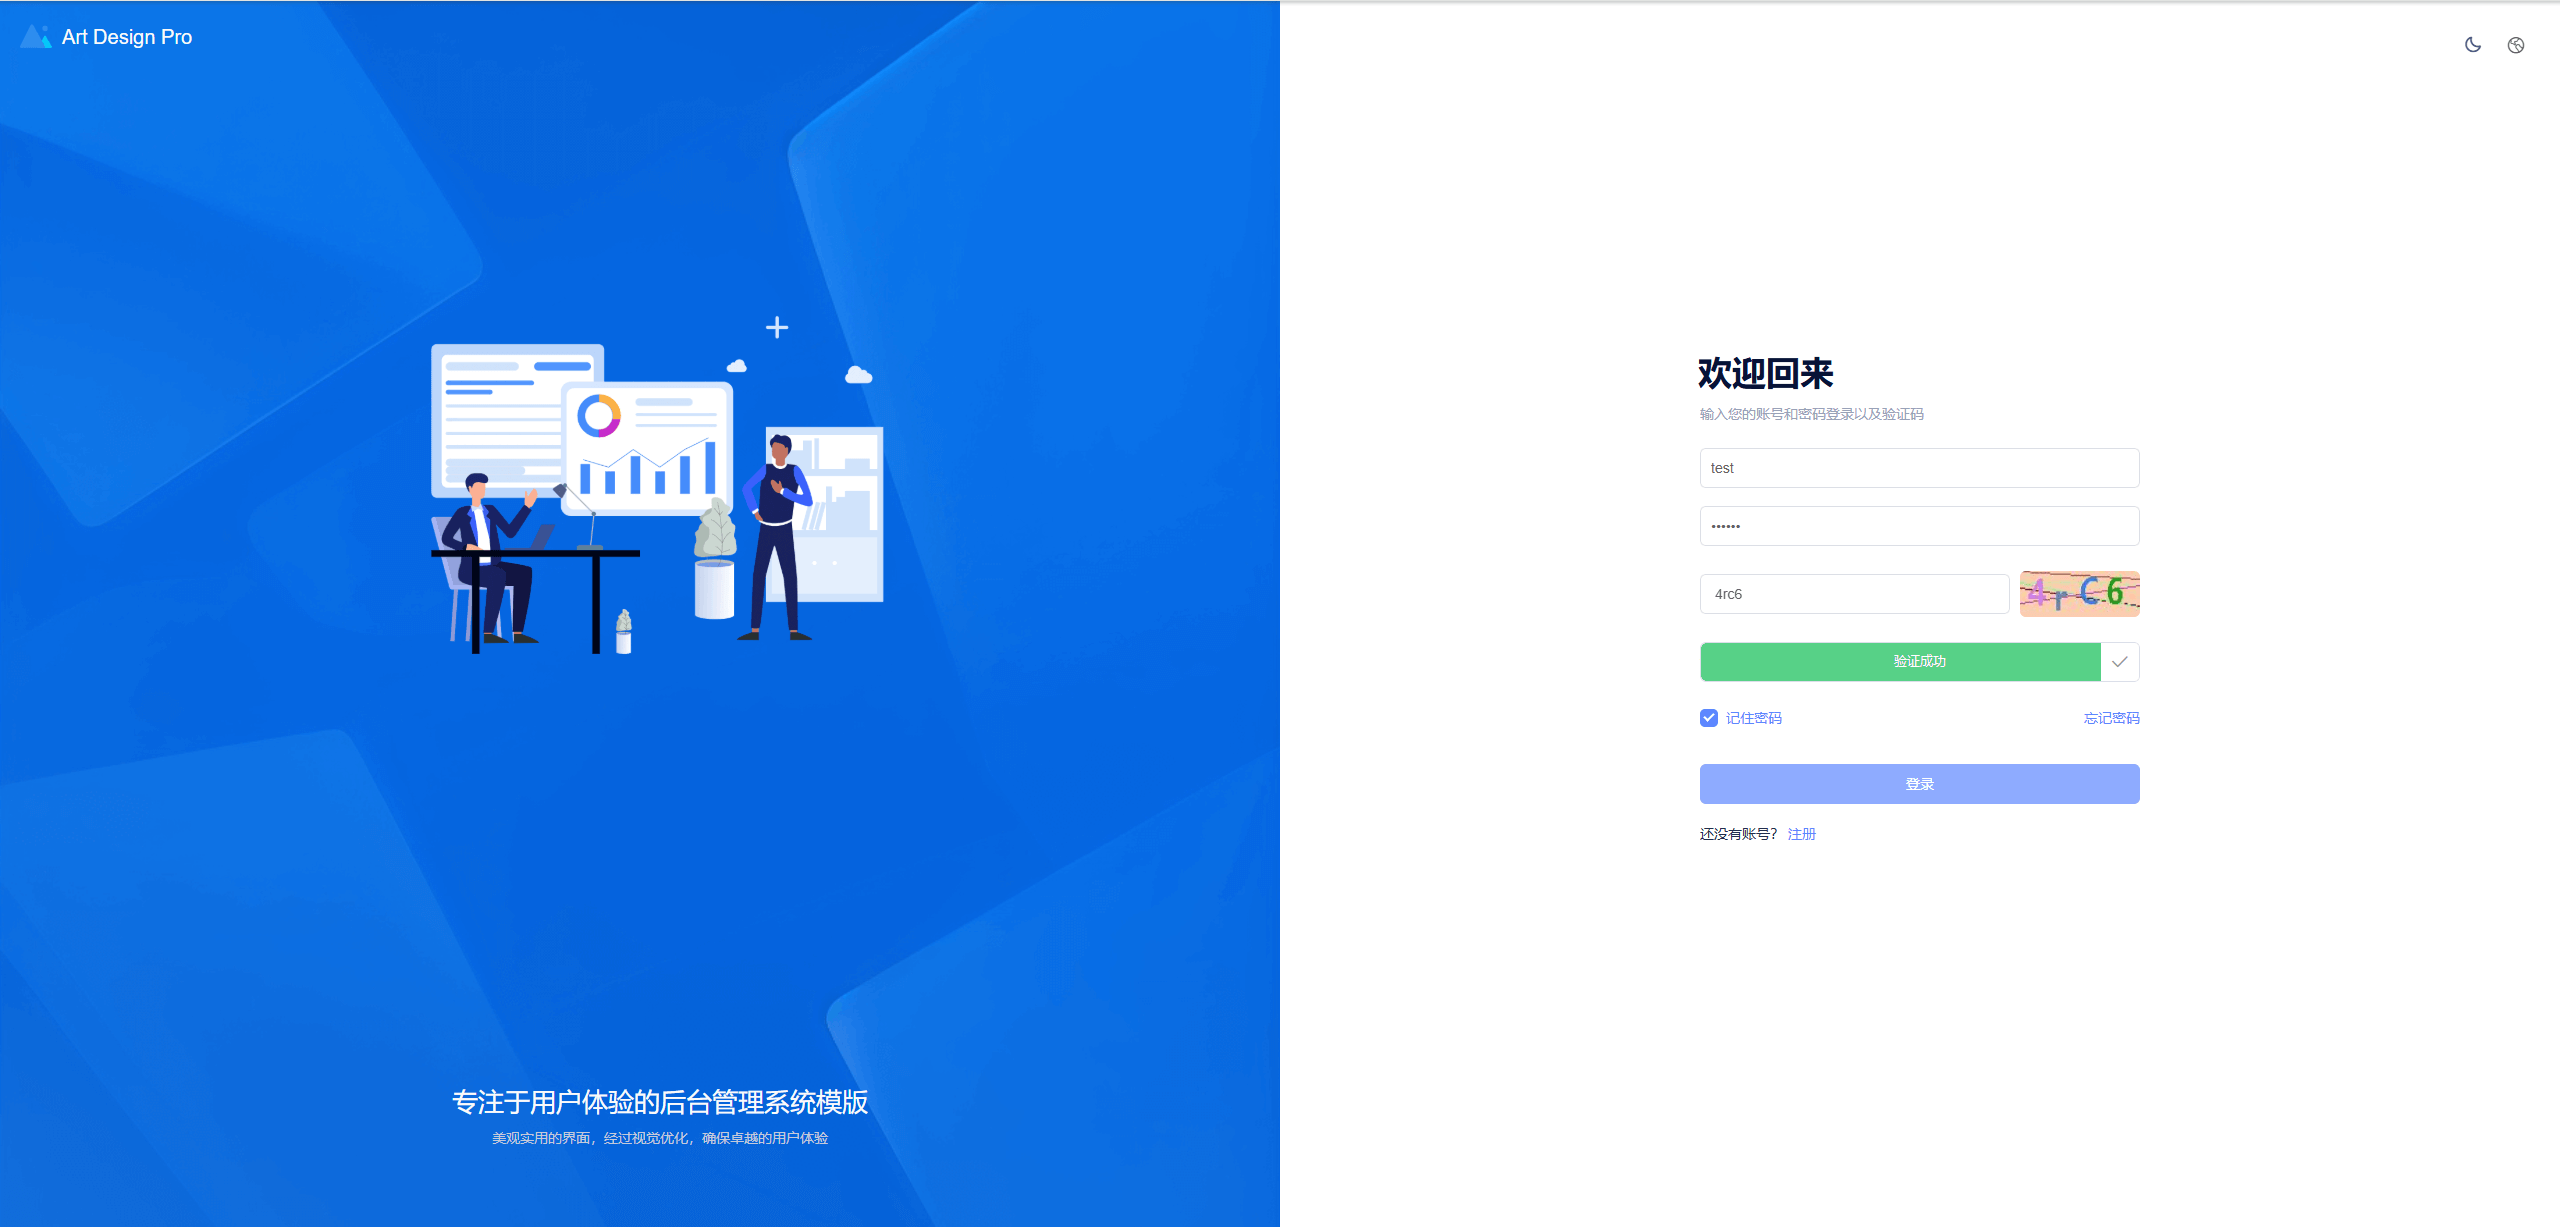 Art Design Pro
专注于用户体验的后台管理系统模版
美观实用的界面，经过视觉优化，确保卓越的用户体验
欢迎回来
输入您的账号和密码登录以及验证码
test
••••••
4rc6
4rC6
验证成功
记住密码
忘记密码
登录
还没有账号？ 注册